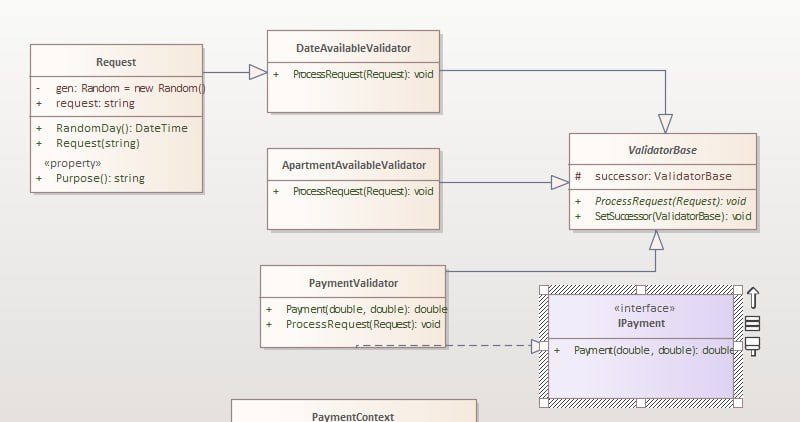 Request
- gen: Random = new Random()
+ request: string
+ RandomDay(): DateTime
+ Request(string)
«property»
+ Purpose(): string
DateAvailableValidator
+ ProcessRequest(Request): void
ApartmentAvailableValidator
+ ProcessRequest(Request): void
ValidatorBase
# successor: ValidatorBase
+ ProcessRequest(Request): void
+ SetSuccessor(ValidatorBase): void
PaymentValidator
+ Payment(double, double): double
+ ProcessRequest(Request): void
«interface»
IPayment
+ Payment(double, double): double
PaymentContext